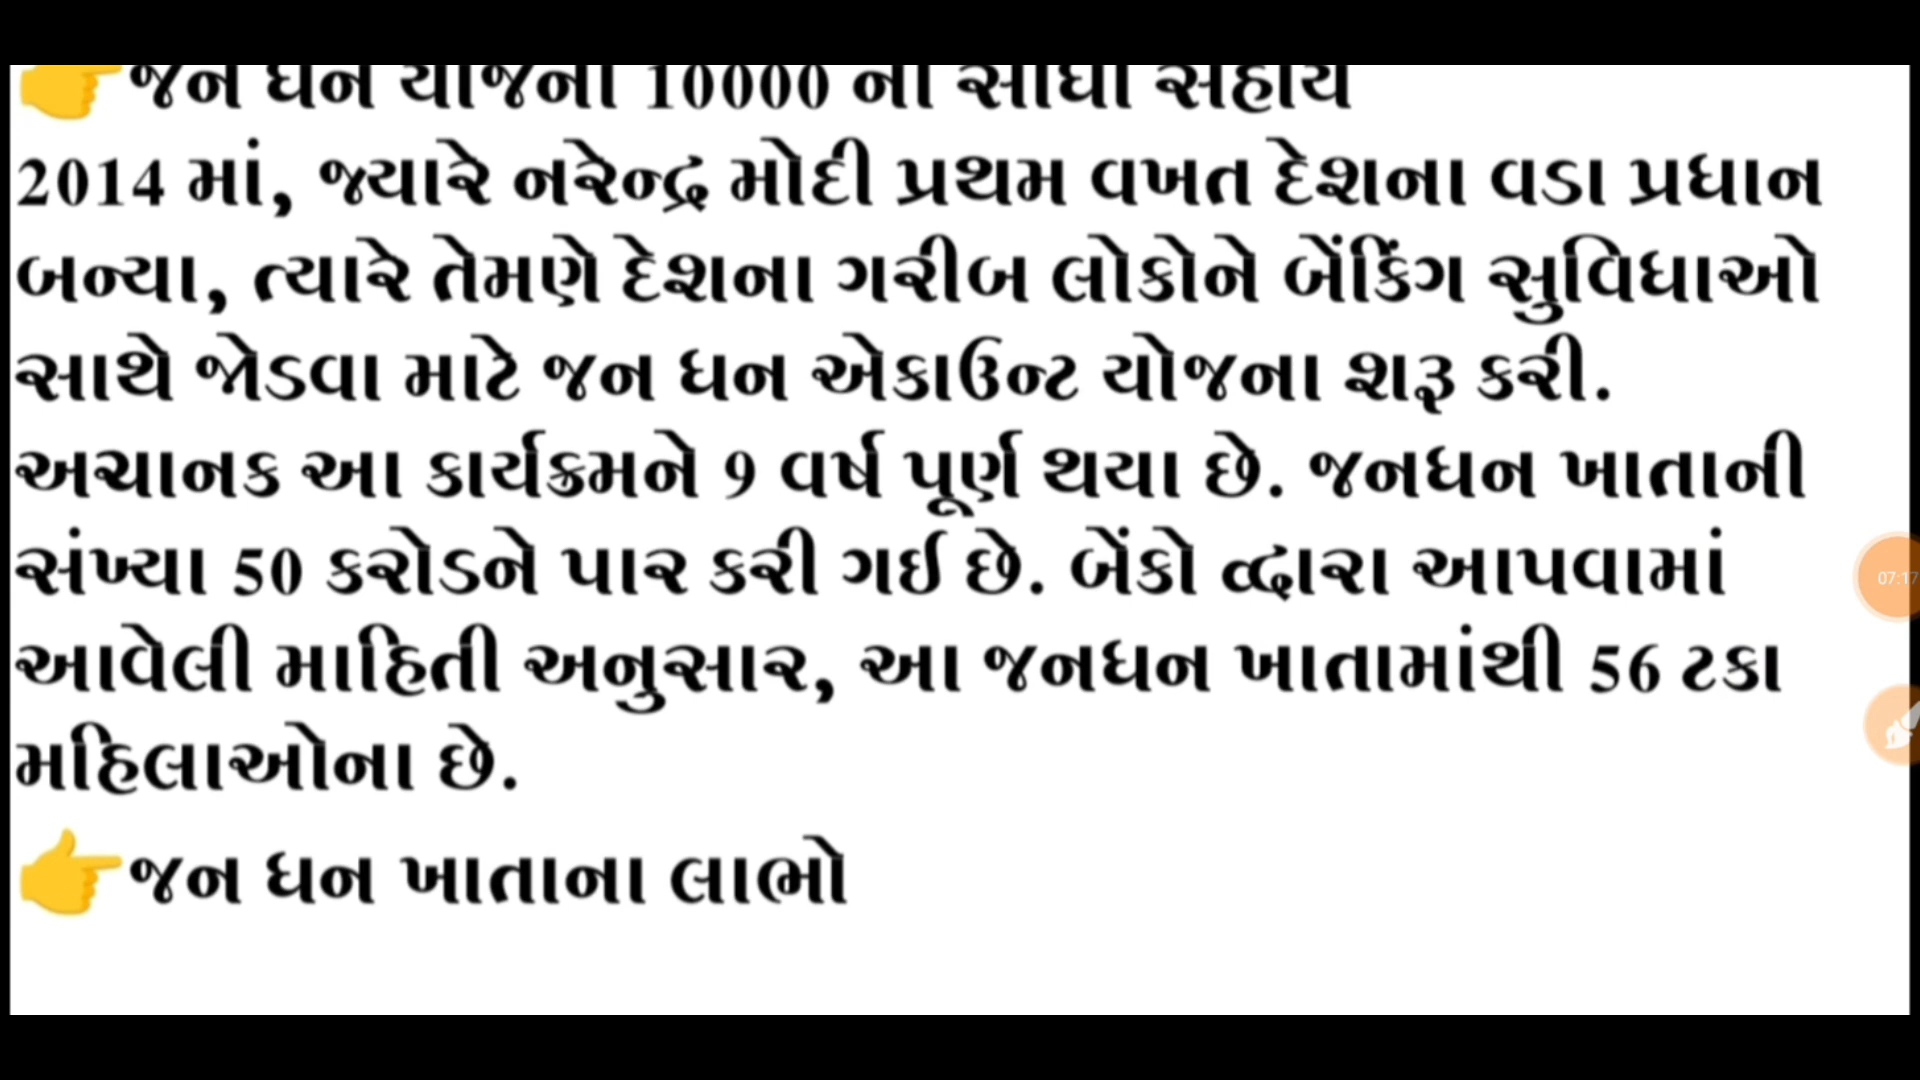 👉જન ધન યોજના 10000 ની સીધી સહાય
2014 માં, જ્યારે નરેન્દ્ર મોદી પ્રથમ વખત દેશના વડા પ્રધાન
બન્યા, ત્યારે તેમણે દેશના ગરીબ લોકોને બેંકિંગ સુવિધાઓ
સાથે જોડવા માટે જન ધન એકાઉન્ટ યોજના શરૂ કરી.
અચાનક આ કાર્યક્રમને 9 વર્ષ પૂર્ણ થયા છે. જનધન ખાતાની
સંખ્યા 50 કરોડને પાર કરી ગઈ છે. બેંકો દ્વારા આપવામાં
07:17
આવેલી માહિતી અનુસાર, આ જનધન ખાતામાંથી 56 ટકા
મહિલાઓના છે.
👉જન ધન ખાતાના લાભો